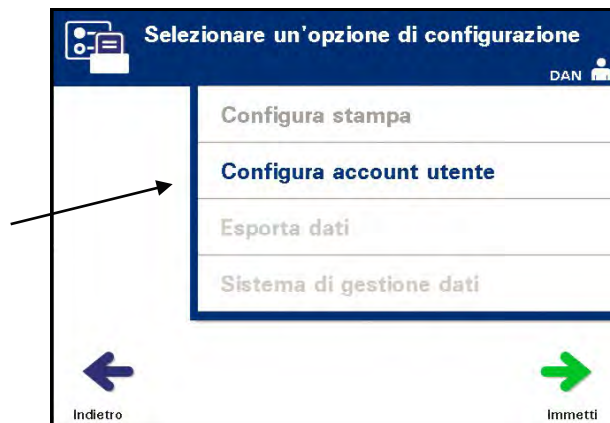 Selezionare un'opzione di configurazione
DAN
Configura stampa
Configura account utente
Esporta dati
Sistema di gestione dati
Indietro
Immetti